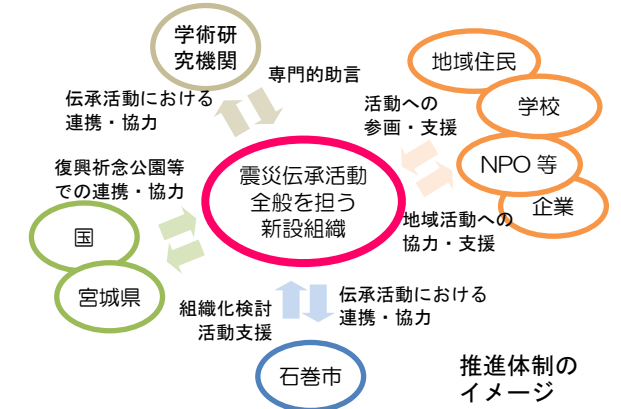 学術研
究機関
専門的助言
伝承活動における
連携・協力
地域住民
学校
NPO 等
企業
活動への
参画・支援
地域活動への
協力・支援
震災伝承活動
全般を担う
新設組織
復興祈念公園等
での連携・協力
国
宮城県
組織化検討
活動支援
伝承活動における
連携・協力
石巻市
推進体制の
イメージ